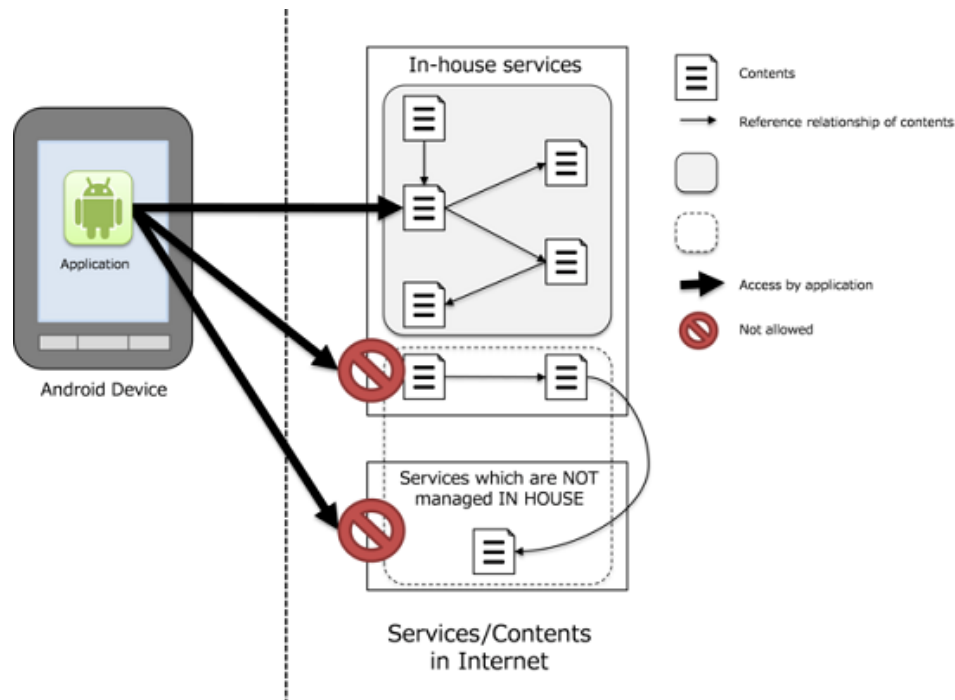 In-house services
Contents
Reference relationship of contents
Application
Access by application
Not allowed
Android Device
Services which are NOT
managed IN HOUSE
Services/Contents
in Internet